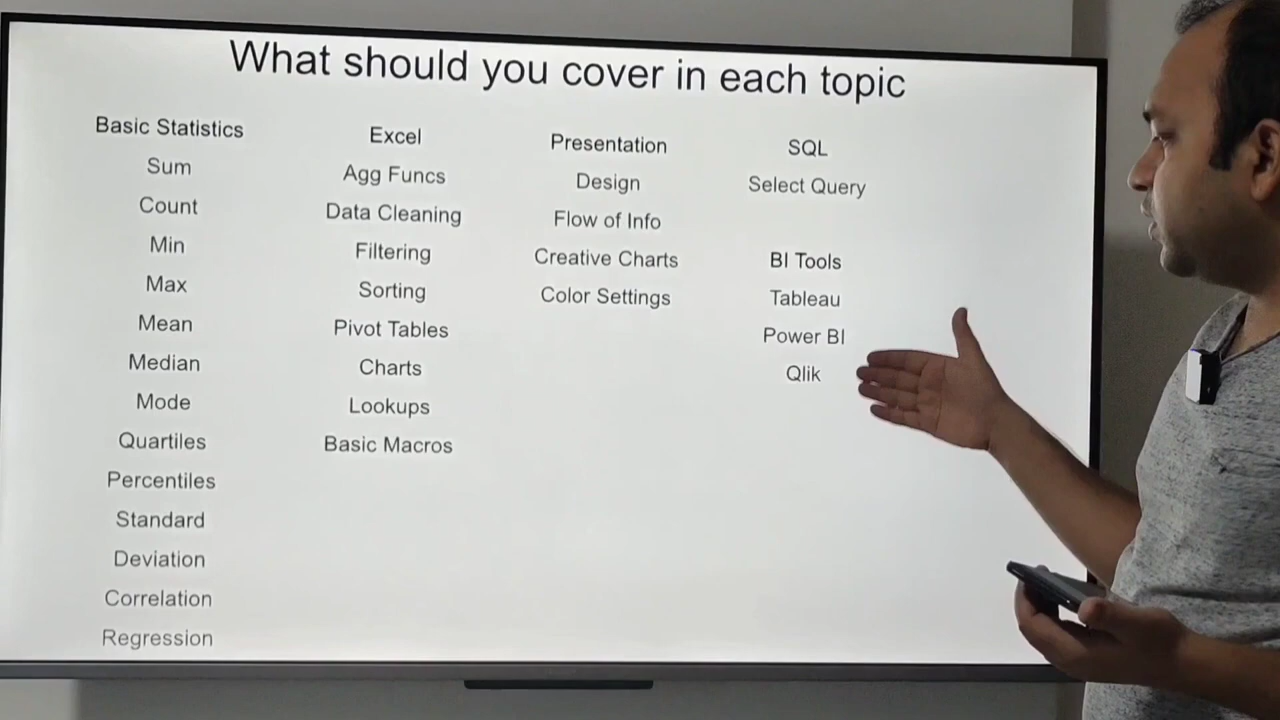 What should you cover in each topic
Basic Statistics
Sum
Count
Min
Max
Mean
Median
Mode
Quartiles
Percentiles
Standard
Deviation
Correlation
Regression
Excel
Agg Funcs
Data Cleaning
Filtering
Sorting
Pivot Tables
Charts
Lookups
Basic Macros
Presentation
Design
Flow of Info
Creative Charts
Color Settings
SQL
Select Query
BI Tools
Tableau
Power BI
Qlik